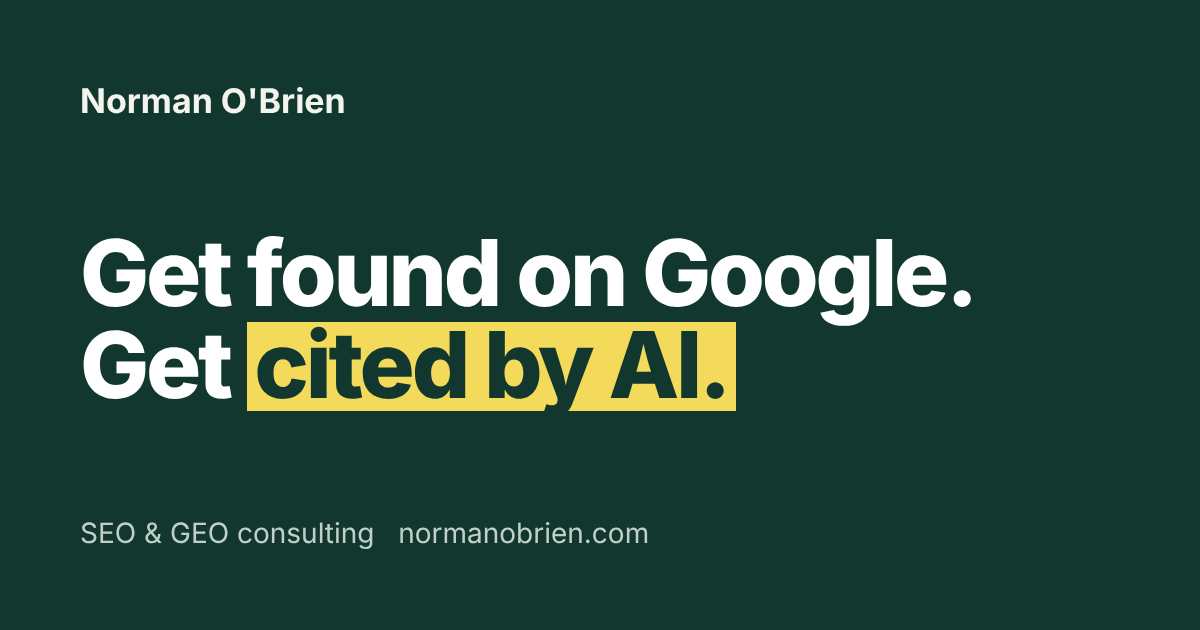 Norman O'Brien
Get found on Google.
Get cited by AI.
SEO & GEO consulting normanobrien.com